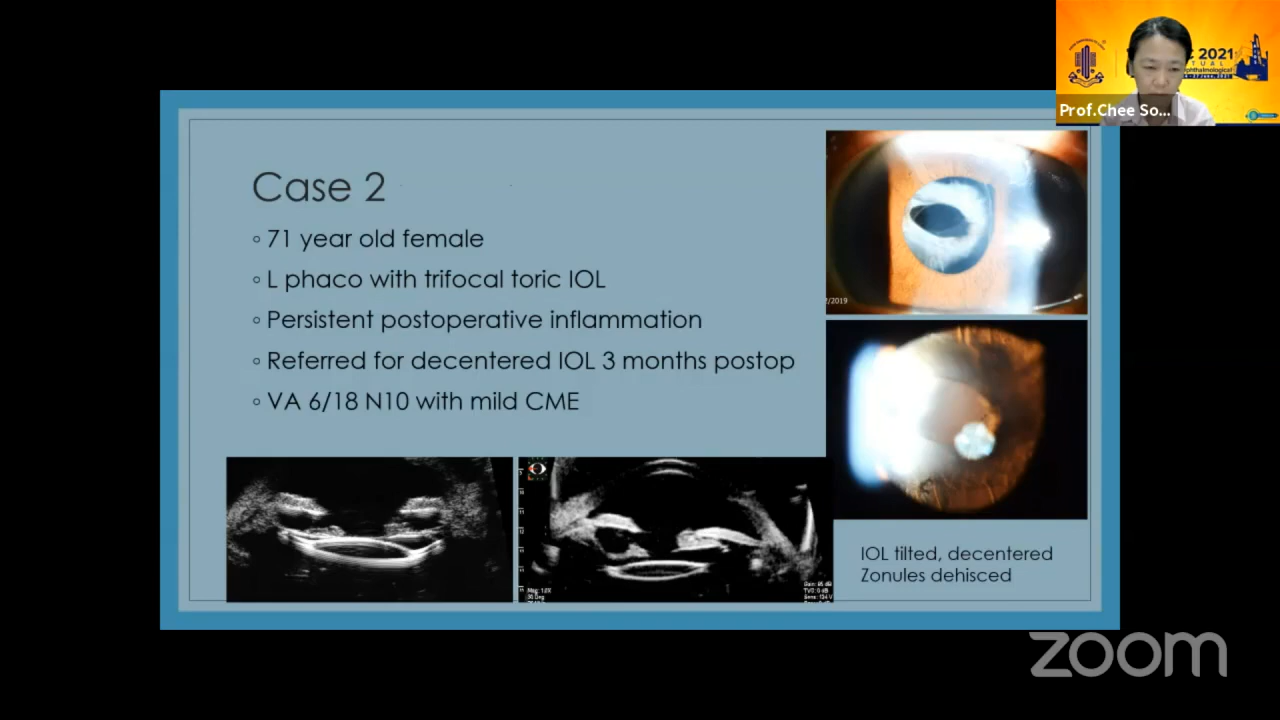 C 2021
Prof.Chee So...
Case 2
◦ 71 year old female
◦ L phaco with trifocal toric IOL
◦ Persistent postoperative inflammation
◦ Referred for decentered IOL 3 months postop
◦ VA 6/18 N10 with mild CME
/2019
IOL tilted, decentered
Zonules dehisced
zoom